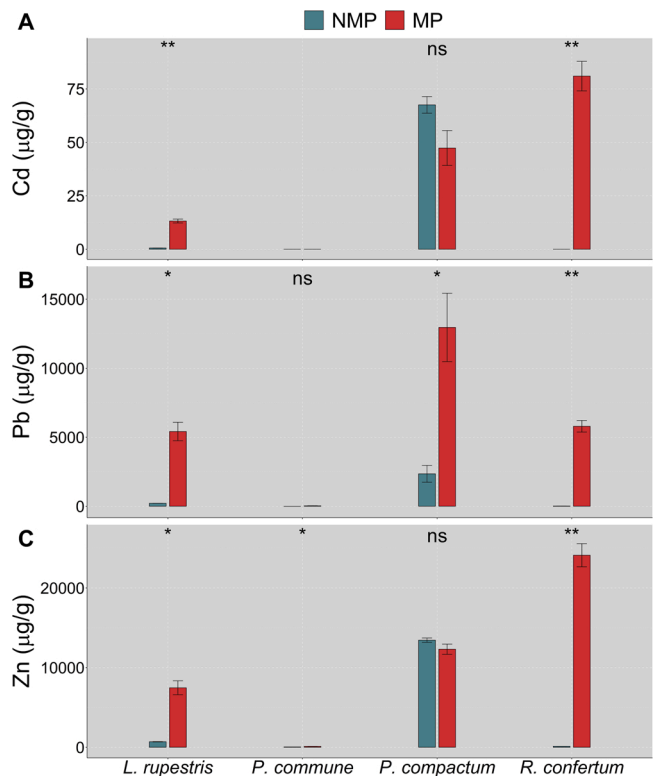 A
NMP MP
** ns **
Cd (µg/g)
75
50
25
0
B
* ns * **
Pb (µg/g)
15000
10000
5000
0
C
* * ns **
Zn (µg/g)
20000
10000
0
L. rupestris P. commune P. compactum R. confertum